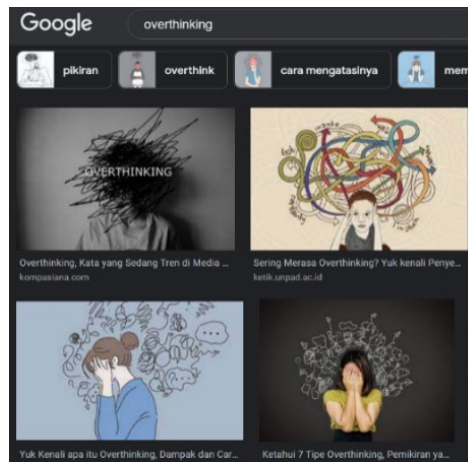 Google
overthinking
pikiran
overthink
cara mengatasinya
mem
OVERTHINKING
Overthinking, Kata yang Sedang Tren di Media ...
kompasiana.com
Sering Merasa Overthinking? Yuk kenali Penye...
ketik.unpad.ac.id
Yuk Kenali apa itu Overthinking, Dampak dan Car...
Ketahui 7 Tipe Overthinking, Pemikiran ya...